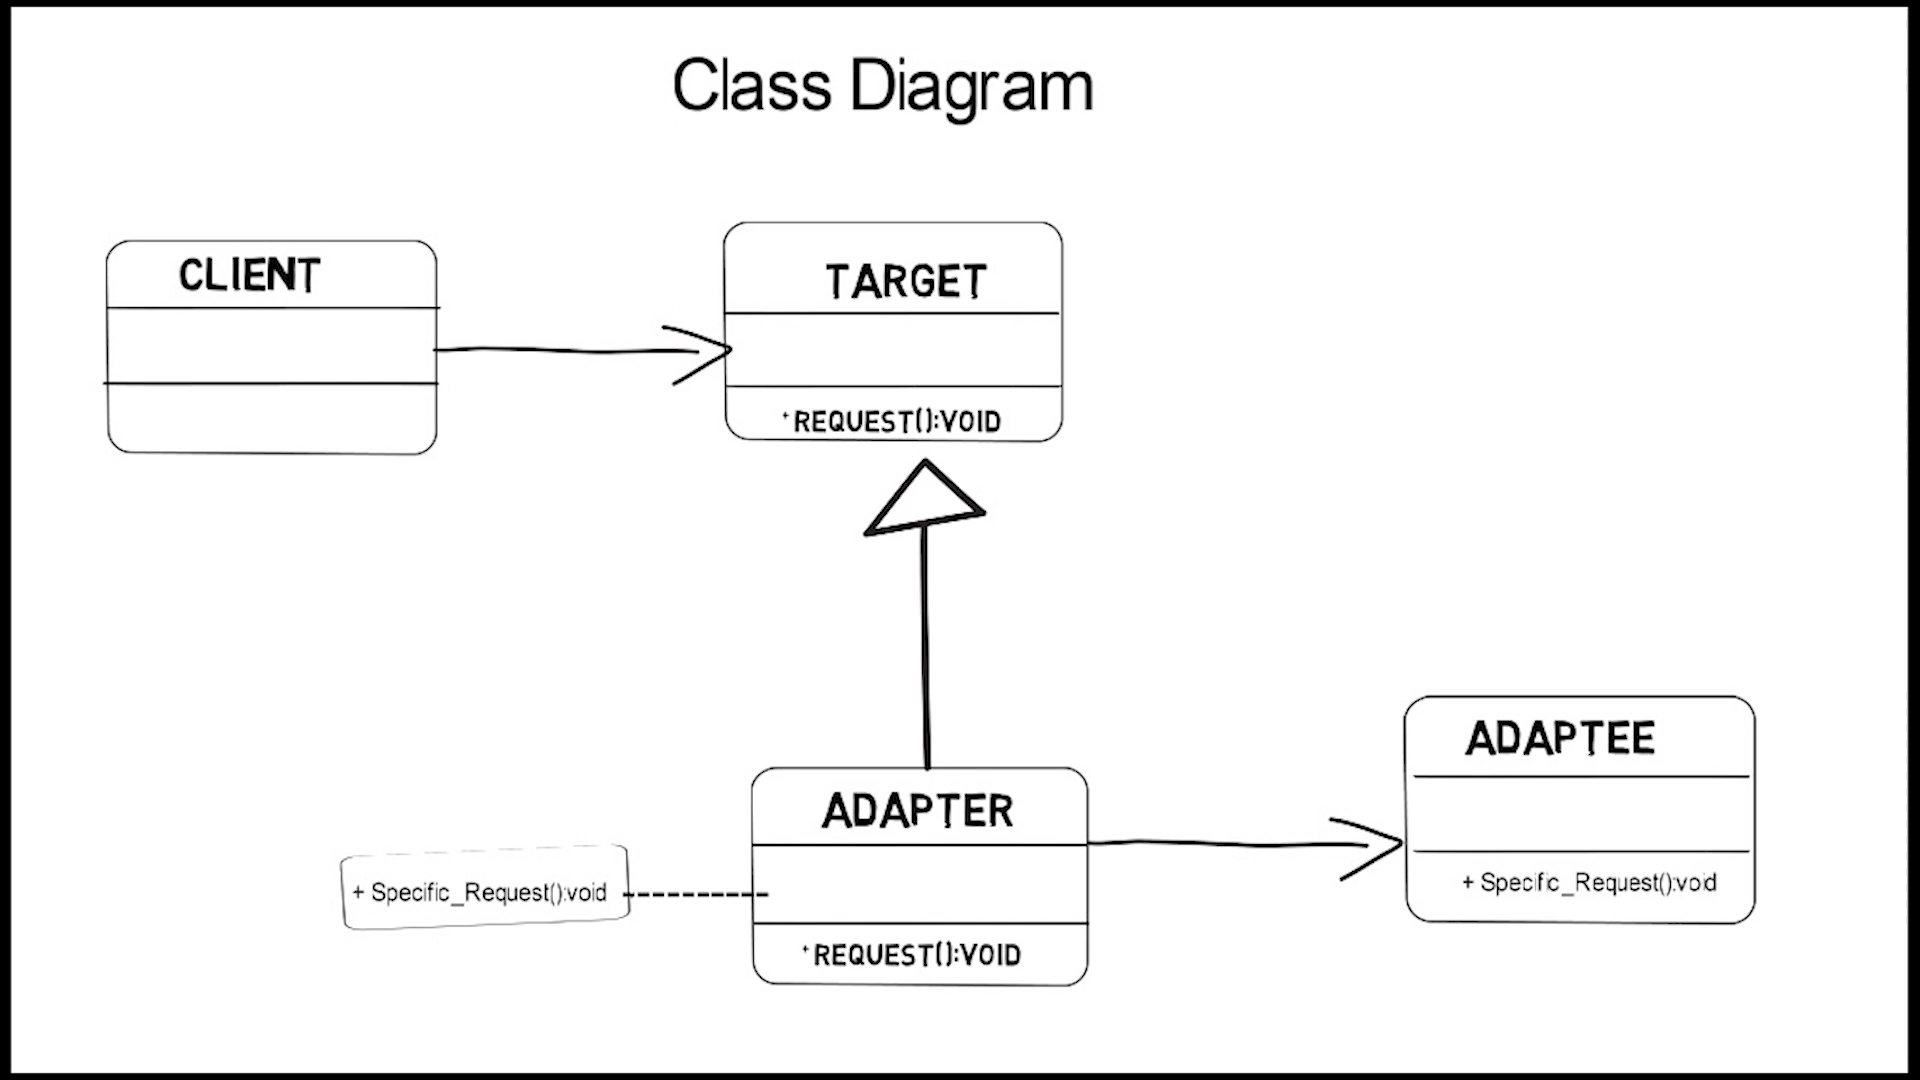 Class Diagram
CLIENT
TARGET
+REQUEST():VOID
ADAPTER
+REQUEST():VOID
+ Specific_Request():void
ADAPTEE
+ Specific_Request():void